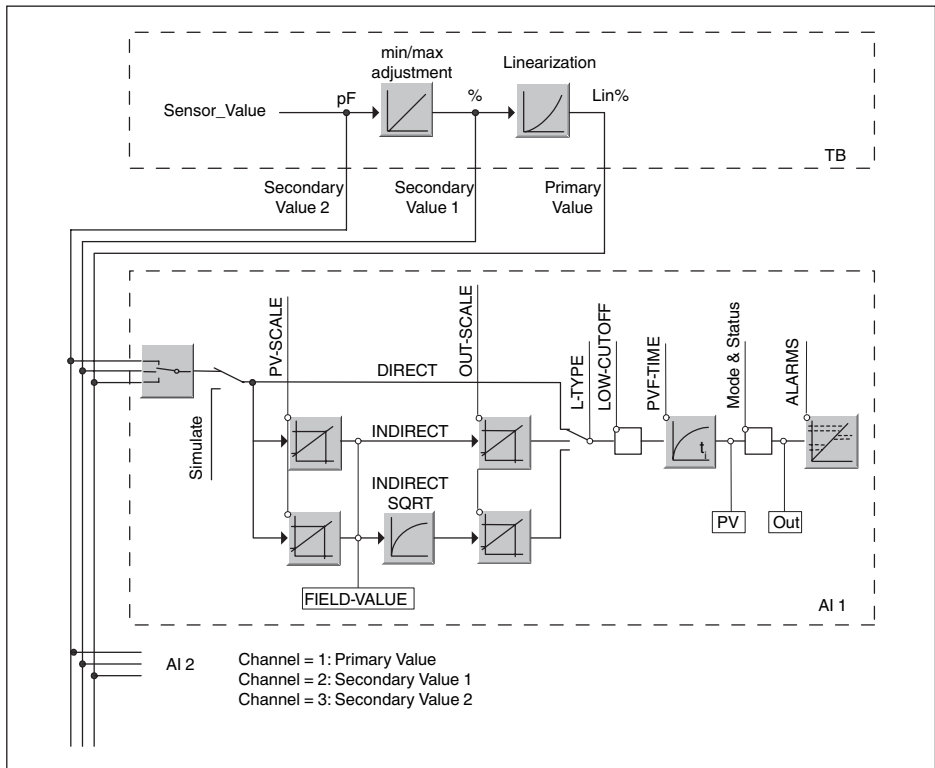 min/max
adjustment
Linearization
Sensor_Value
pF
%
Lin%
TB
Secondary
Value 2
Secondary
Value 1
Primary
Value
PV-SCALE
OUT-SCALE
L-TYPE
LOW-CUTOFF
PVF-TIME
Mode & Status
ALARMS
DIRECT
Simulate
INDIRECT
ti
INDIRECT
SQRT
PV
Out
FIELD-VALUE
AI 1
AI 2
Channel = 1: Primary Value
Channel = 2: Secondary Value 1
Channel = 3: Secondary Value 2